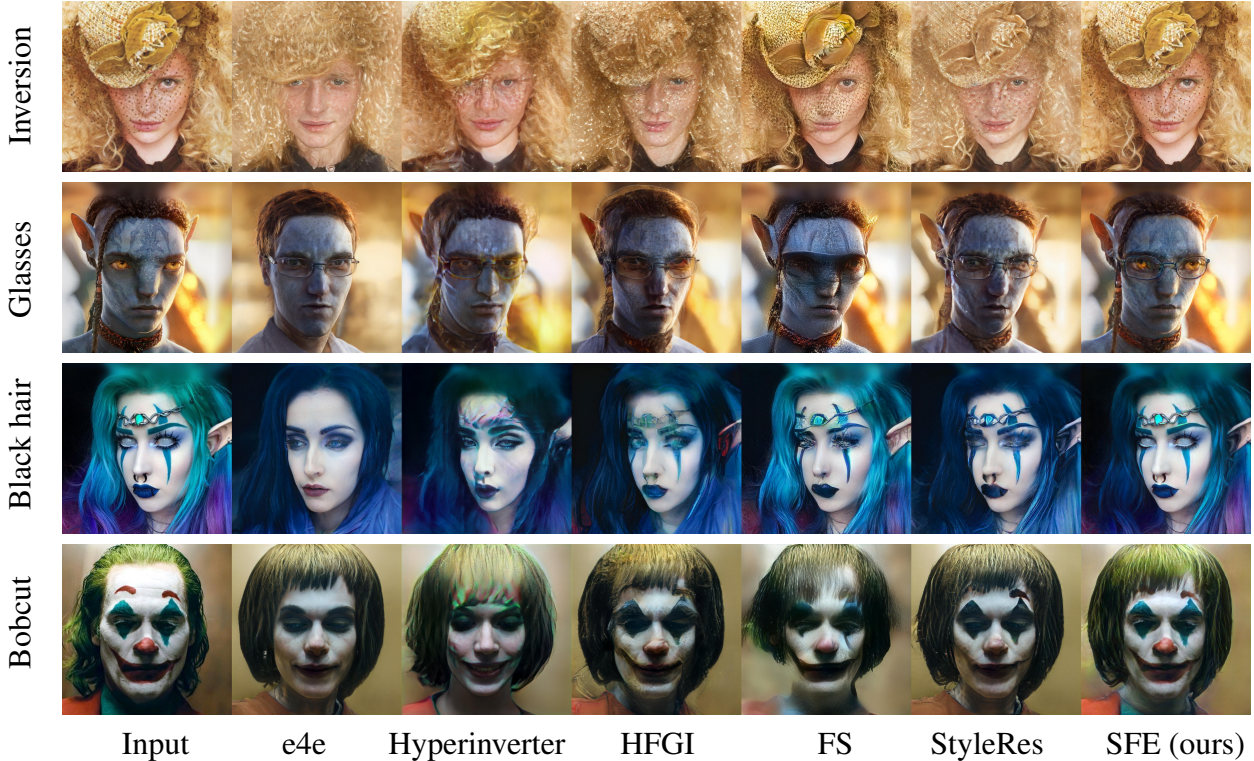 Inversion
Glasses
Black hair
Bobcut
Input e4e Hyperinverter HFGI FS StyleRes SFE (ours)